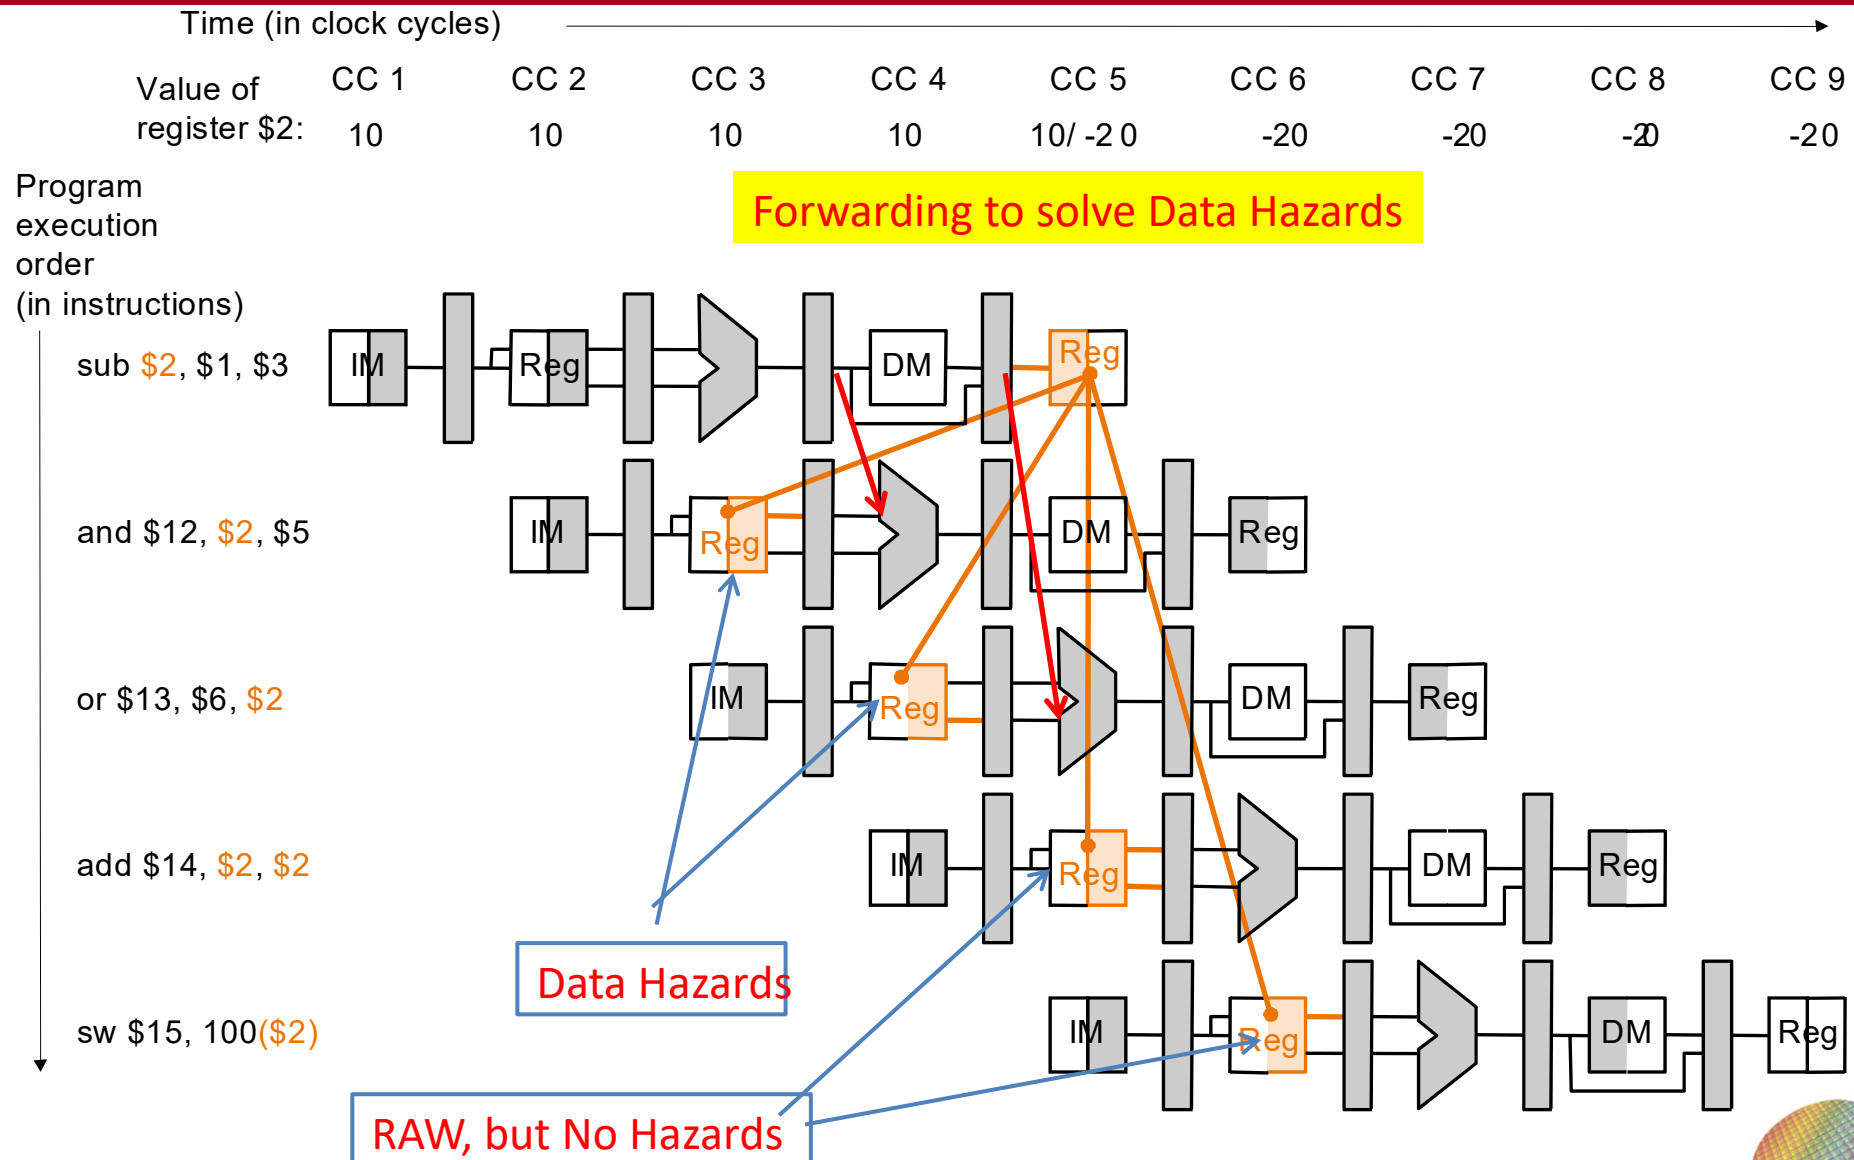 Time (in clock cycles)
Value of register $2:
CC 1 CC 2 CC 3 CC 4 CC 5 CC 6 CC 7 CC 8 CC 9
10 10 10 10 10/ -20 -20 -20 -20 -20
Program
execution
order
(in instructions)
Forwarding to solve Data Hazards
sub $2, $1, $3
IM Reg DM Reg
and $12, $2, $5
IM Reg DM Reg
or $13, $6, $2
IM Reg DM Reg
add $14, $2, $2
IM Reg DM Reg
Data Hazards
sw $15, 100($2)
IM Reg DM Reg
RAW, but No Hazards